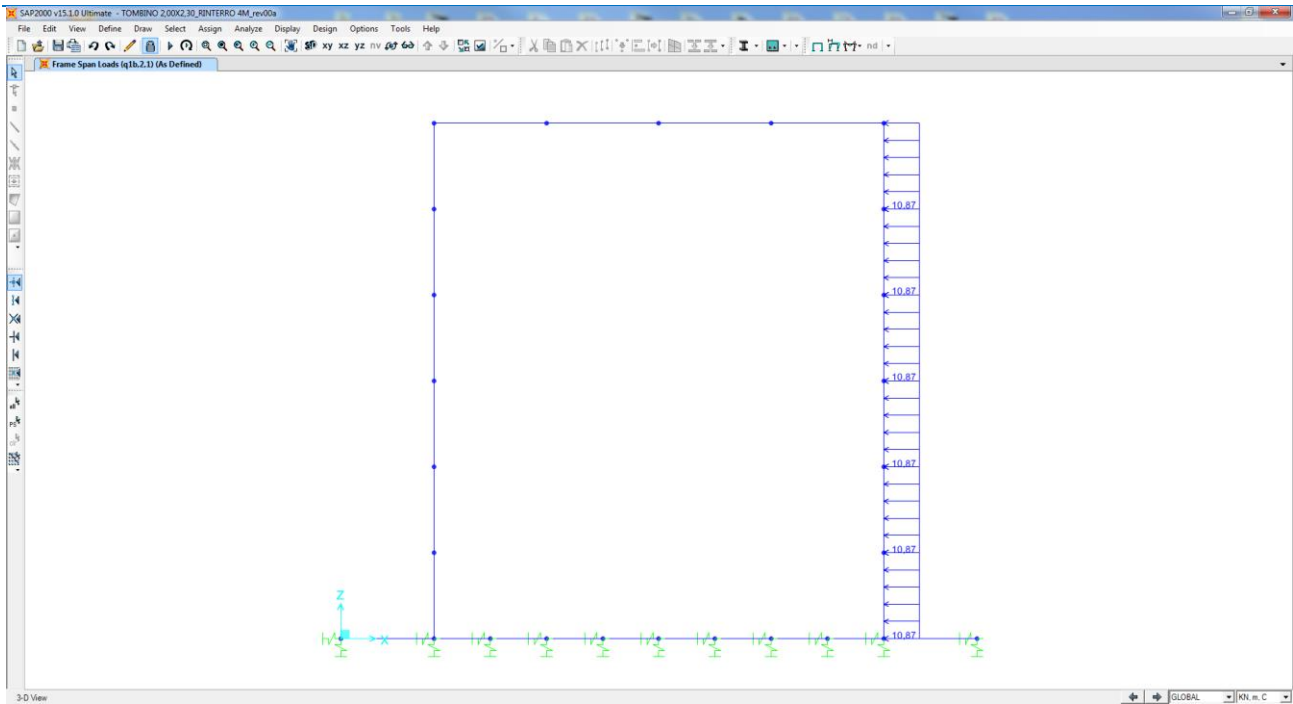 SAP2000 v15.1.0 Ultimate - TOMBINO 2,00X2,30_RINTERRO 4M_rev00a
File Edit View Define Draw Select Assign Analyze Display Design Options Tools Help
xy xz yz nv nd
Frame Span Loads (q1b,2,1) (As Defined)
10.87
10.87
10.87
10.87
10.87
10.87
Z
X
3-D View
GLOBAL KN, m, C